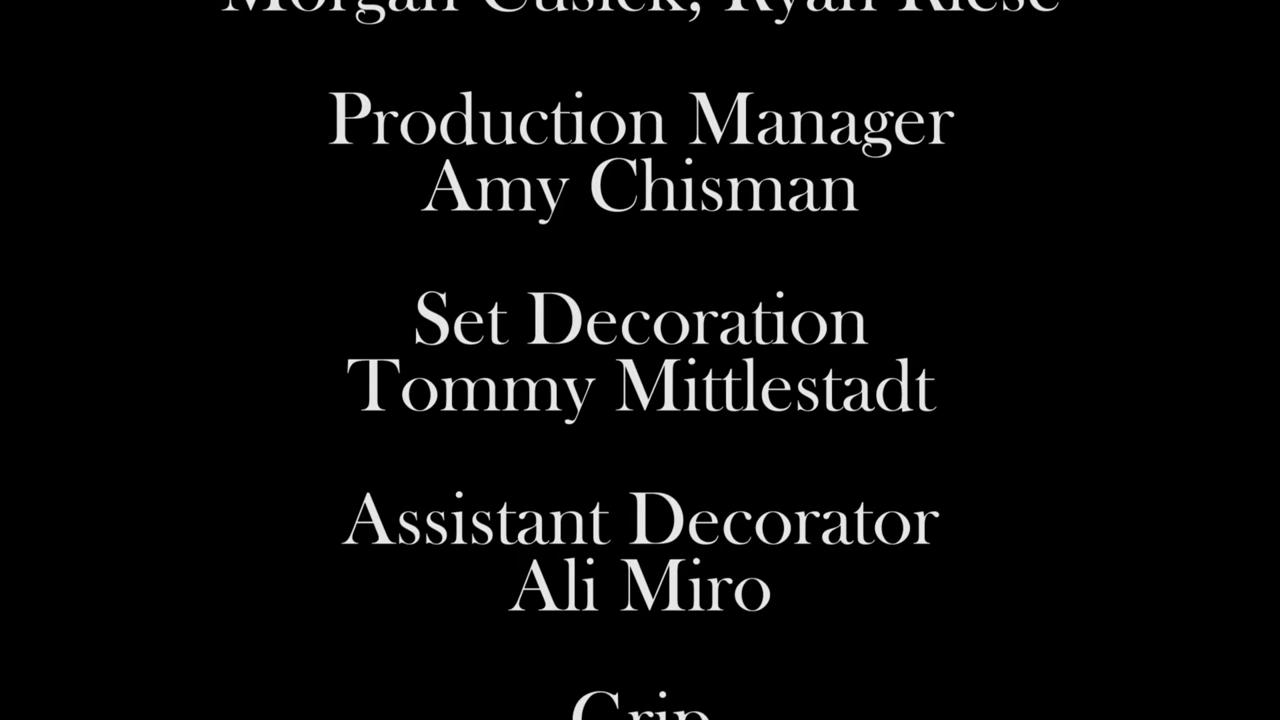 Morgan Cusick, Ryan Riese
Production Manager
Amy Chisman
Set Decoration
Tommy Mittlestadt
Assistant Decorator
Ali Miro
Grip